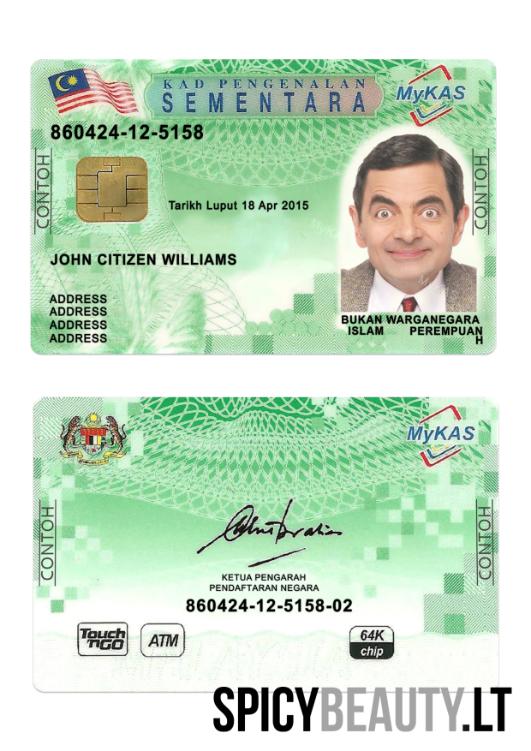 KAD PENGENALAN
SEMENTARA
MyKAS
860424-12-5158
CONTOH
CONTOH
Tarikh Luput 18 Apr 2015
JOHN CITIZEN WILLIAMS
ADDRESS
ADDRESS
ADDRESS
ADDRESS
BUKAN WARGANEGARA
ISLAM PEREMPUAN
H
MyKAS
CONTOH
CONTOH
KETUA PENGARAH
PENDAFTARAN NEGARA
860424-12-5158-02
Touch
'nGO
ATM
64K
chip
SPICYBEAUTY.LT